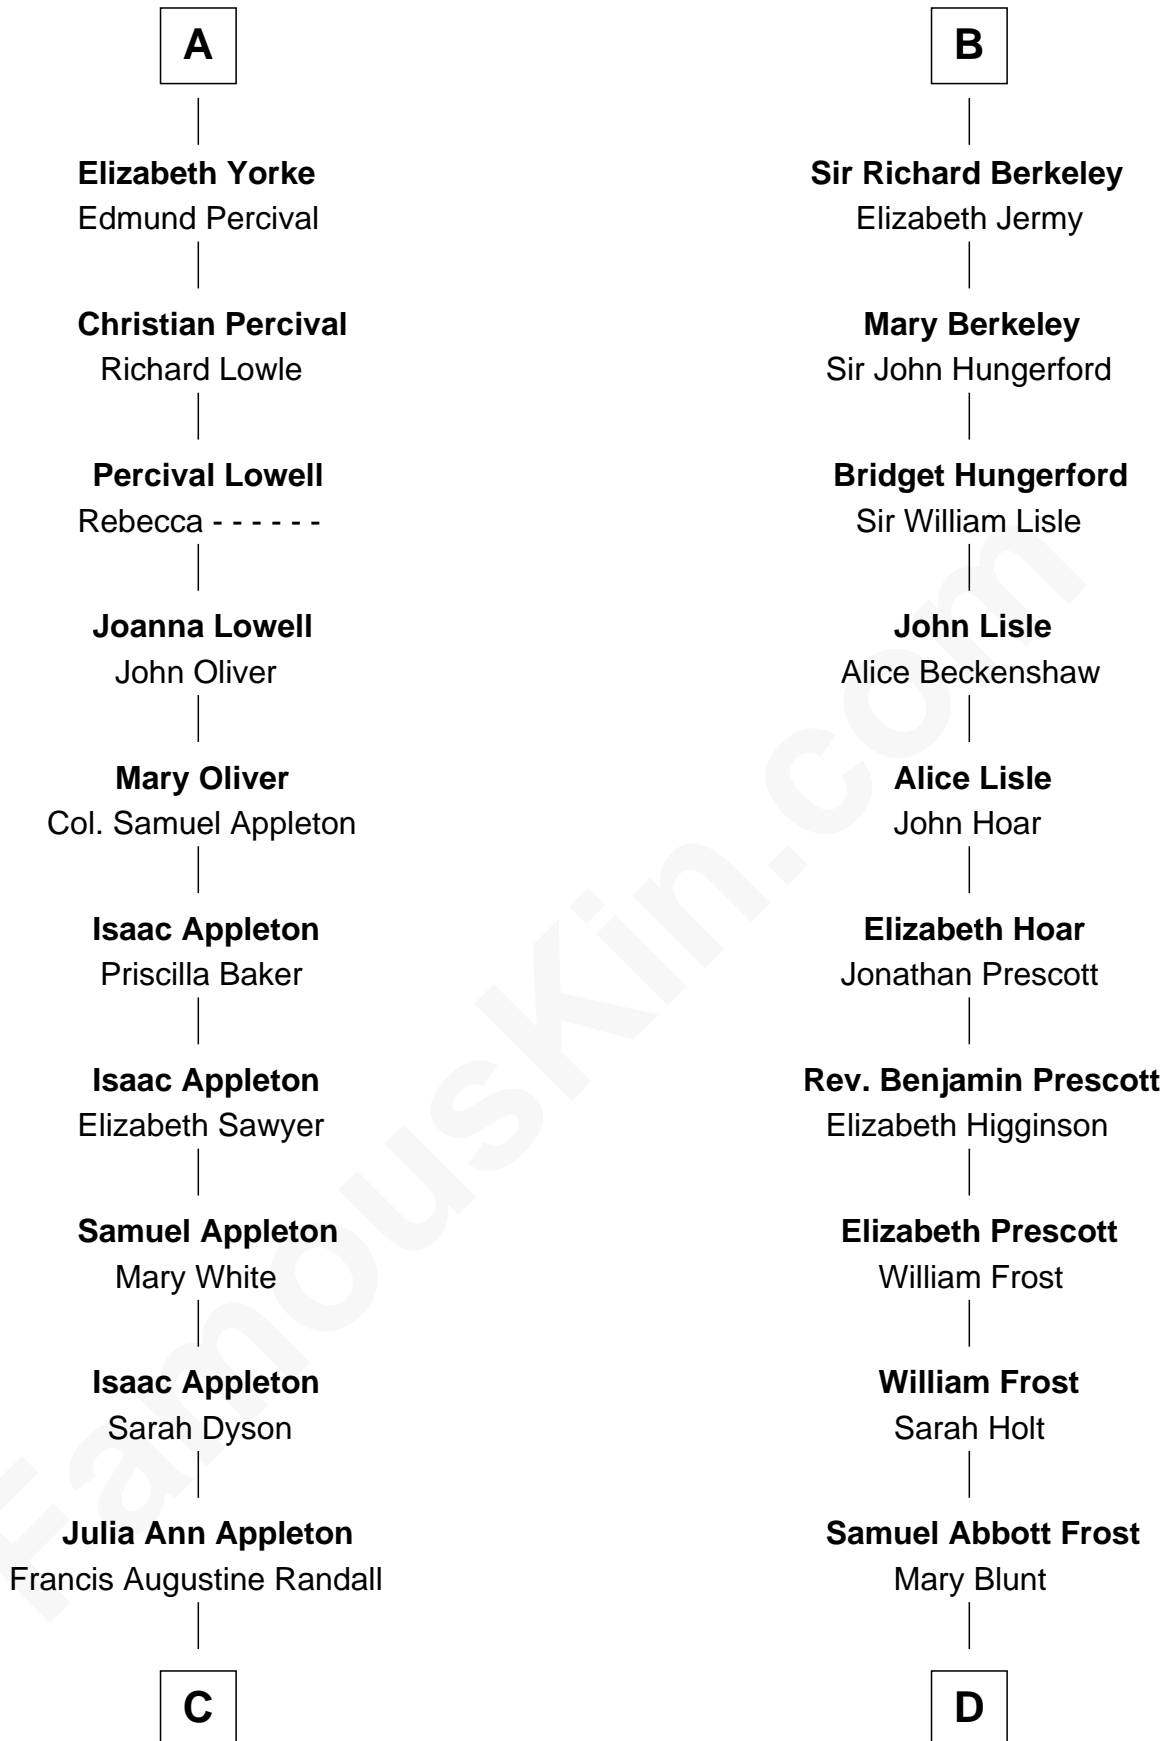 A
Elizabeth Yorke
Edmund Percival
Christian Percival
Richard Lowle
Percival Lowell
Rebecca - - - - - -
Joanna Lowell
John Oliver
Mary Oliver
Col. Samuel Appleton
Isaac Appleton
Priscilla Baker
Isaac Appleton
Elizabeth Sawyer
Samuel Appleton
Mary White
Isaac Appleton
Sarah Dyson
Julia Ann Appleton
Francis Augustine Randall
C
B
Sir Richard Berkeley
Elizabeth Jermy
Mary Berkeley
Sir John Hungerford
Bridget Hungerford
Sir William Lisle
John Lisle
Alice Beckenshaw
Alice Lisle
John Hoar
Elizabeth Hoar
Jonathan Prescott
Rev. Benjamin Prescott
Elizabeth Higginson
Elizabeth Prescott
William Frost
William Frost
Sarah Holt
Samuel Abbott Frost
Mary Blunt
D
FamousKin.com